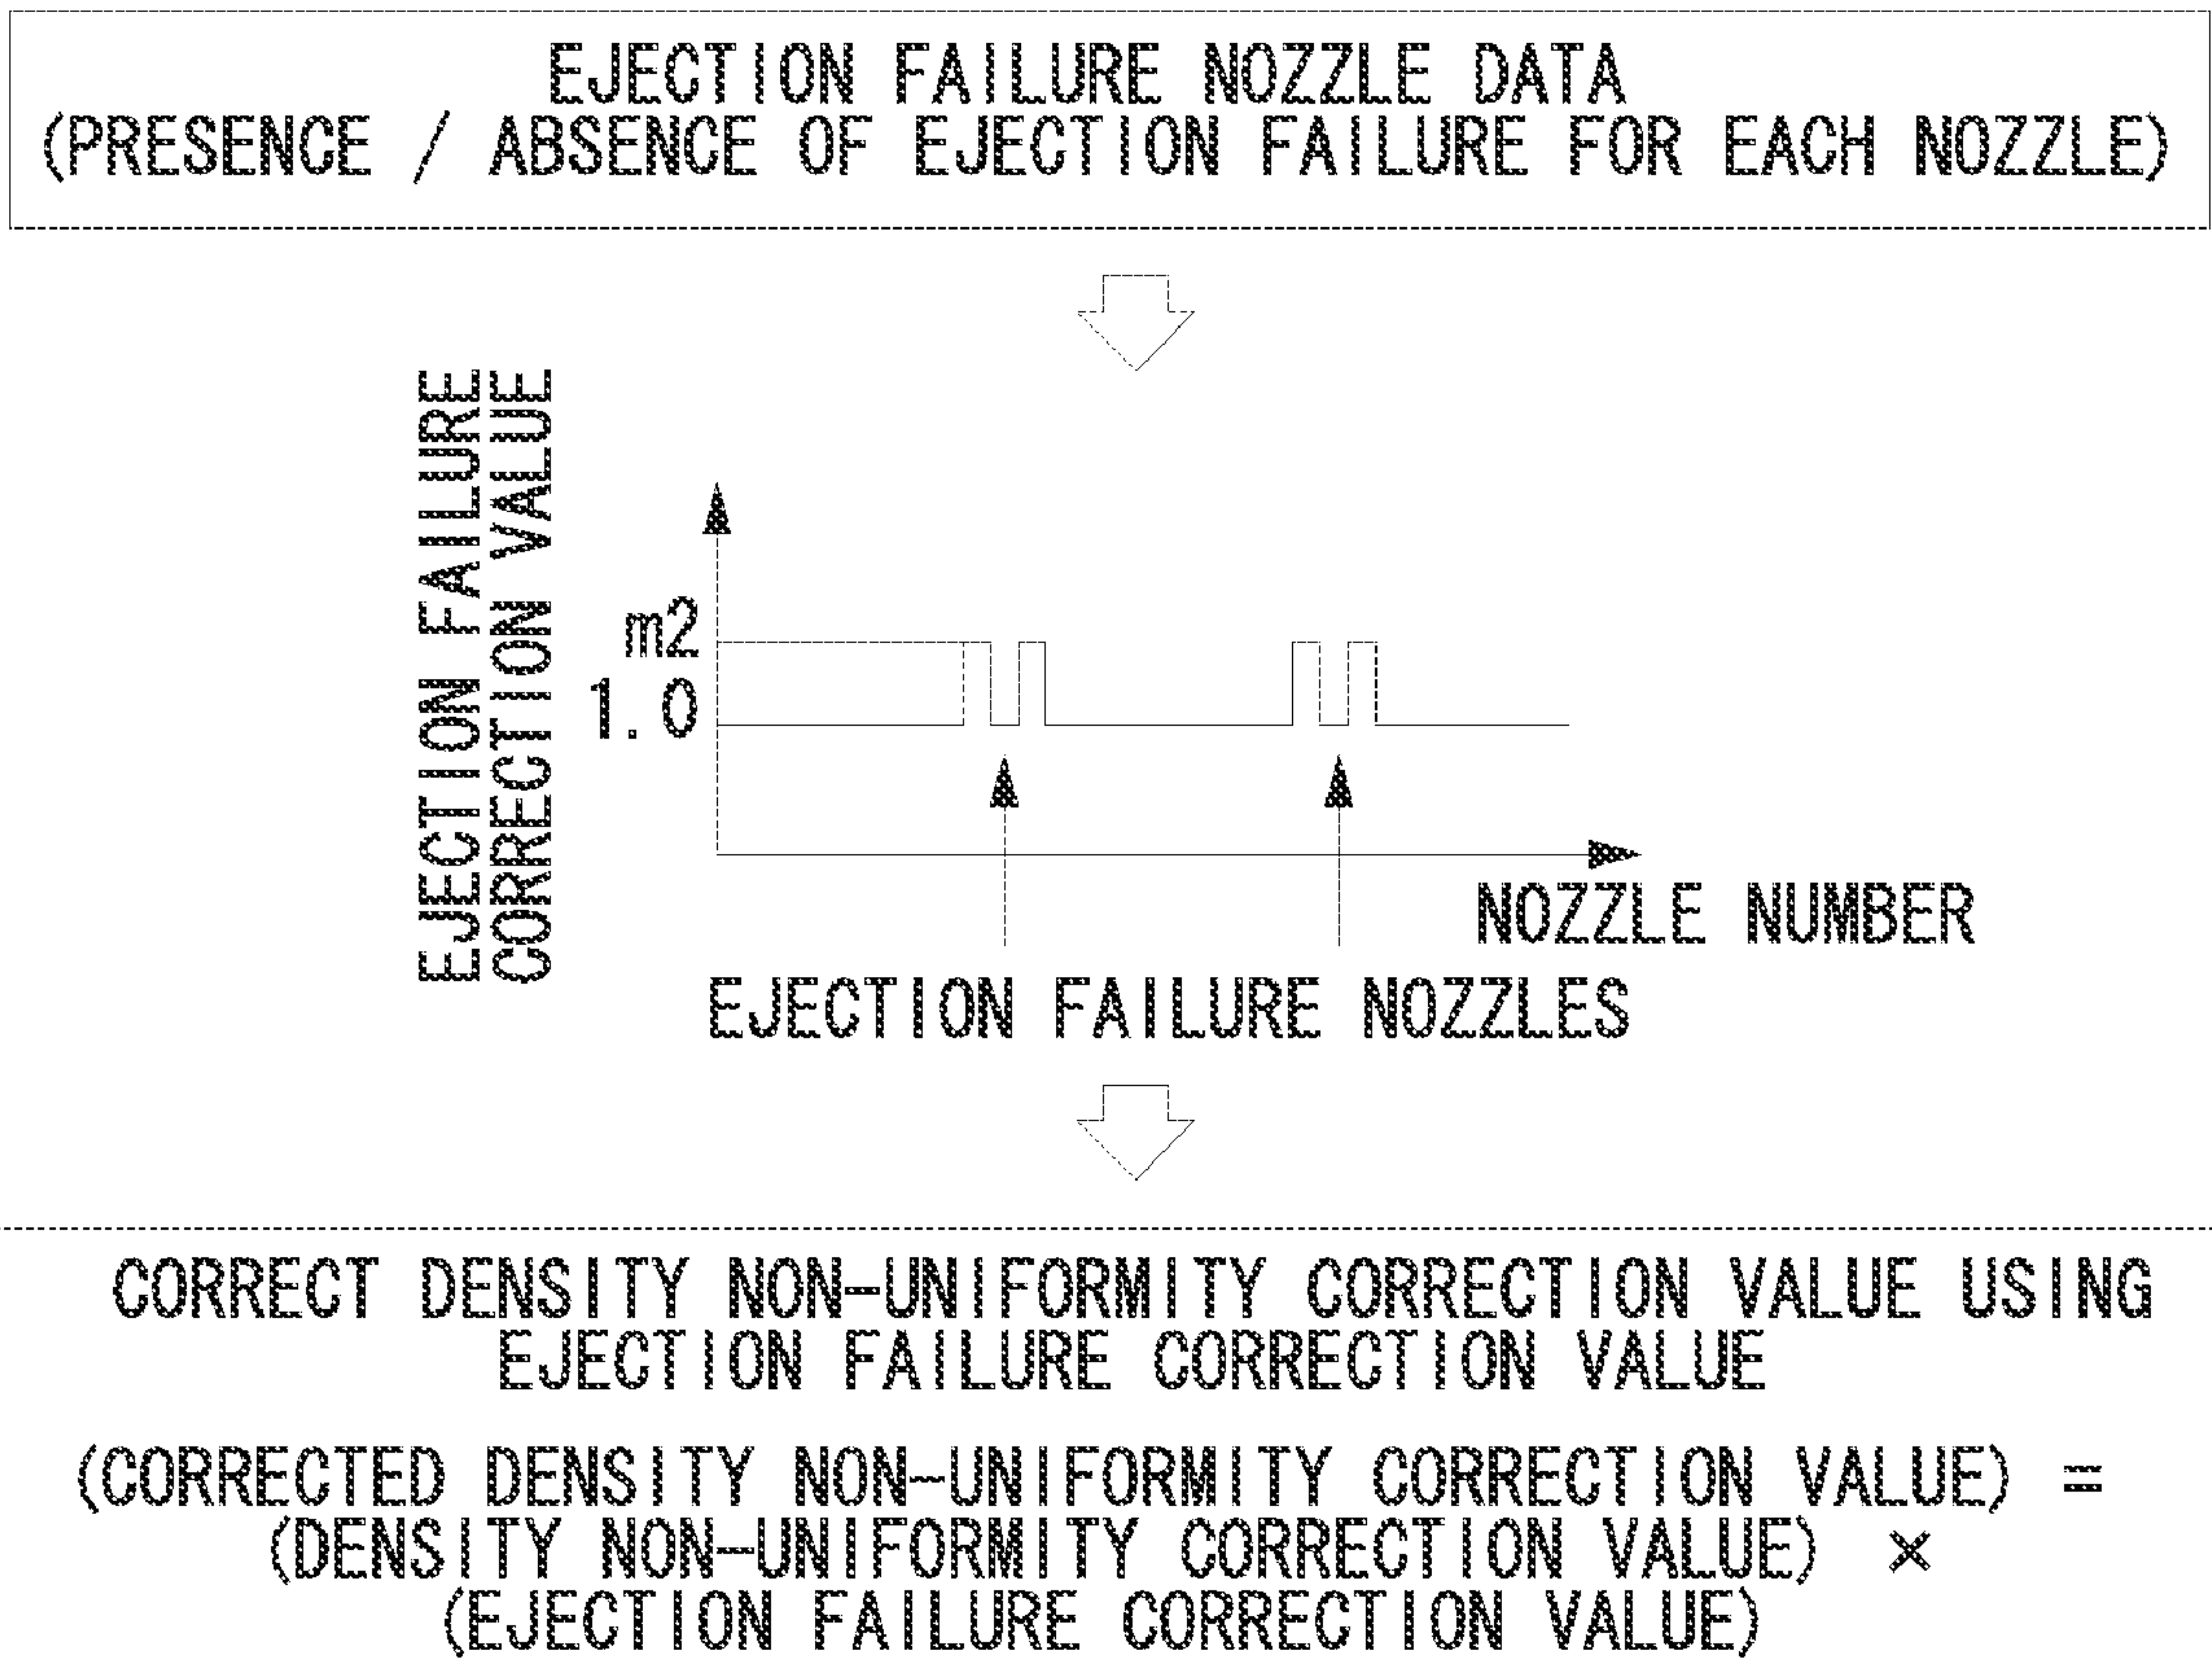 EJECTION FAILURE NOZZLE DATA
(PRESENCE / ABSENCE OF EJECTION FAILURE FOR EACH NOZZLE)
EJECTION FAILURE
CORRECTION VALUE
m2
1.0
NOZZLE NUMBER
EJECTION FAILURE NOZZLES
CORRECT DENSITY NON-UNIFORMITY CORRECTION VALUE USING
EJECTION FAILURE CORRECTION VALUE
(CORRECTED DENSITY NON-UNIFORMITY CORRECTION VALUE) =
(DENSITY NON-UNIFORMITY CORRECTION VALUE) ×
(EJECTION FAILURE CORRECTION VALUE)